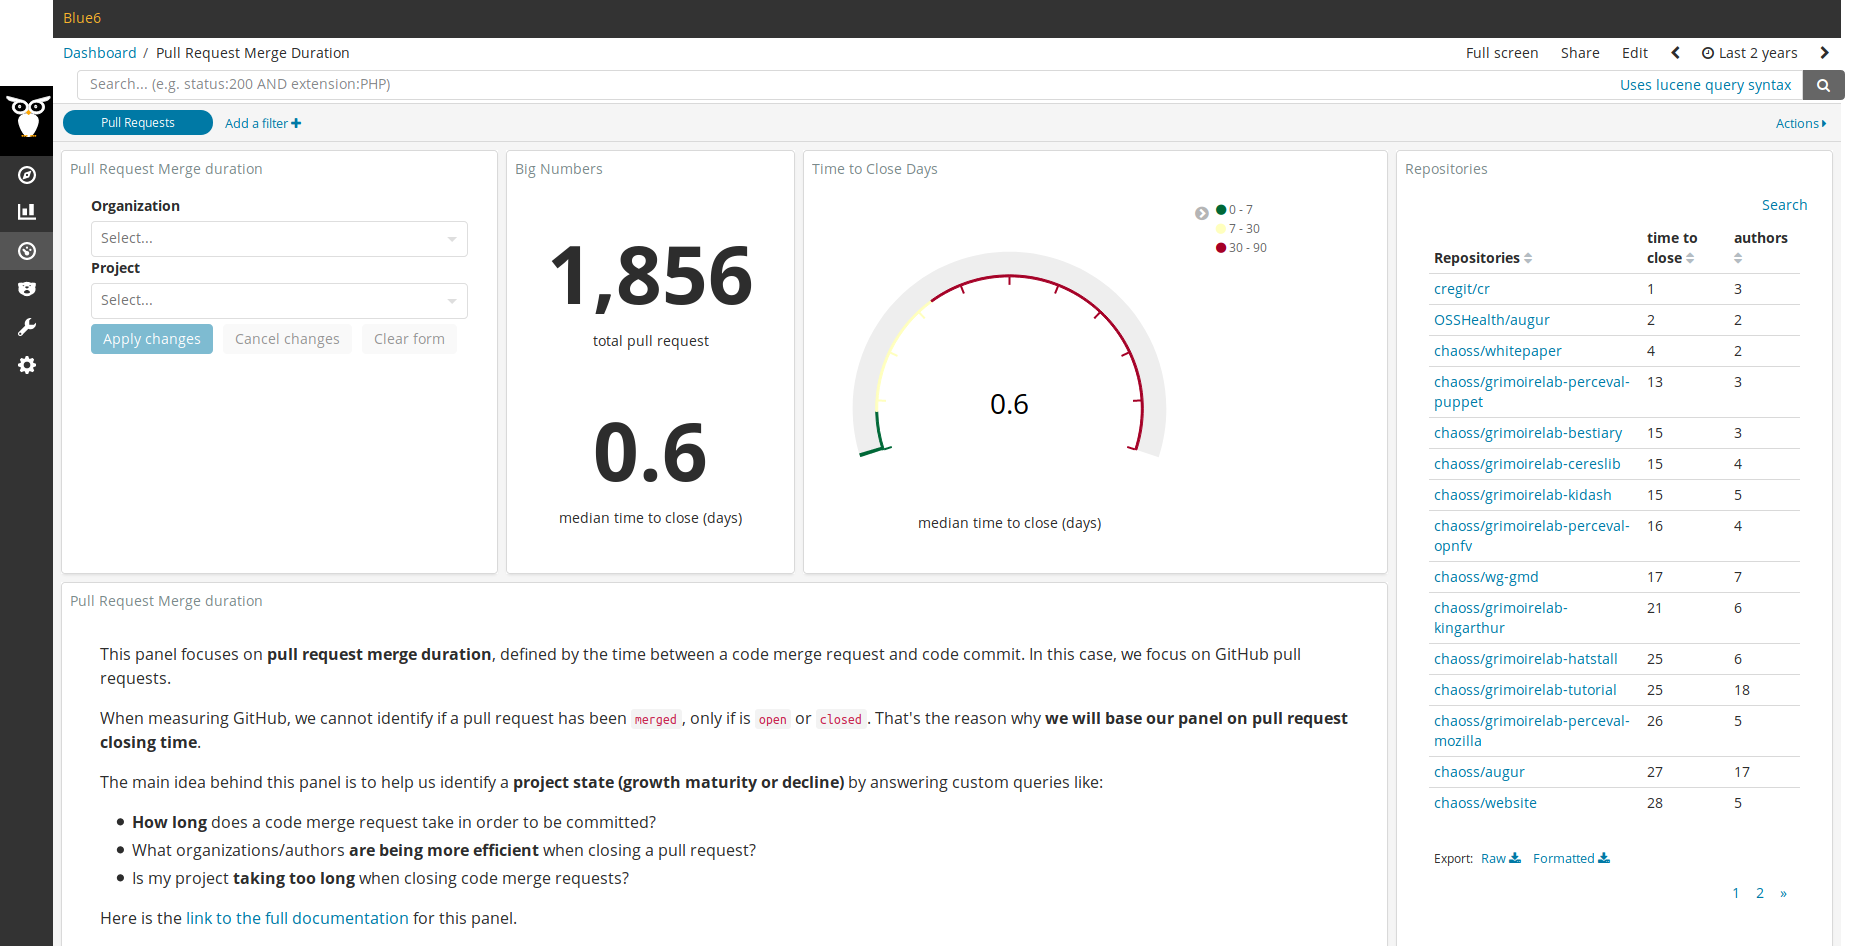 Blue6
Dashboard / Pull Request Merge Duration
Full screen Share Edit Last 2 years
Search... (e.g. status:200 AND extension:PHP)
Uses lucene query syntax
Pull Requests
Add a filter
Actions
Pull Request Merge duration
Organization
Select...
Project
Select...
Apply changes Cancel changes Clear form
Big Numbers
1,856
total pull request
0.6
median time to close (days)
Time to Close Days
0 - 7
7 - 30
30 - 90
0.6
median time to close (days)
Pull Request Merge duration
This panel focuses on pull request merge duration, defined by the time between a code merge request and code commit. In this case, we focus on GitHub pull
requests.
When measuring GitHub, we cannot identify if a pull request has been merged, only if is open or closed. That's the reason why we will base our panel on pull request
closing time.
The main idea behind this panel is to help us identify a project state (growth maturity or decline) by answering custom queries like:
How long does a code merge request take in order to be committed?
What organizations/authors are being more efficient when closing a pull request?
Is my project taking too long when closing code merge requests?
Here is the link to the full documentation for this panel.
Repositories
Search
time to authors
Repositories close
cregit/cr 1 3
OSSHealth/augur 2 2
chaoss/whitepaper 4 2
chaoss/grimoirelab-perceval- 13 3
puppet
chaoss/grimoirelab-bestiary 15 3
chaoss/grimoirelab-cereslib 15 4
chaoss/grimoirelab-kidash 15 5
chaoss/grimoirelab-perceval- 16 4
opnfv
chaoss/wg-gmd 17 7
chaoss/grimoirelab- 21 6
kingarthur
chaoss/grimoirelab-hatstall 25 6
chaoss/grimoirelab-tutorial 25 18
chaoss/grimoirelab-perceval- 26 5
mozilla
chaoss/augur 27 17
chaoss/website 28 5
Export: Raw Formatted
1 2 »